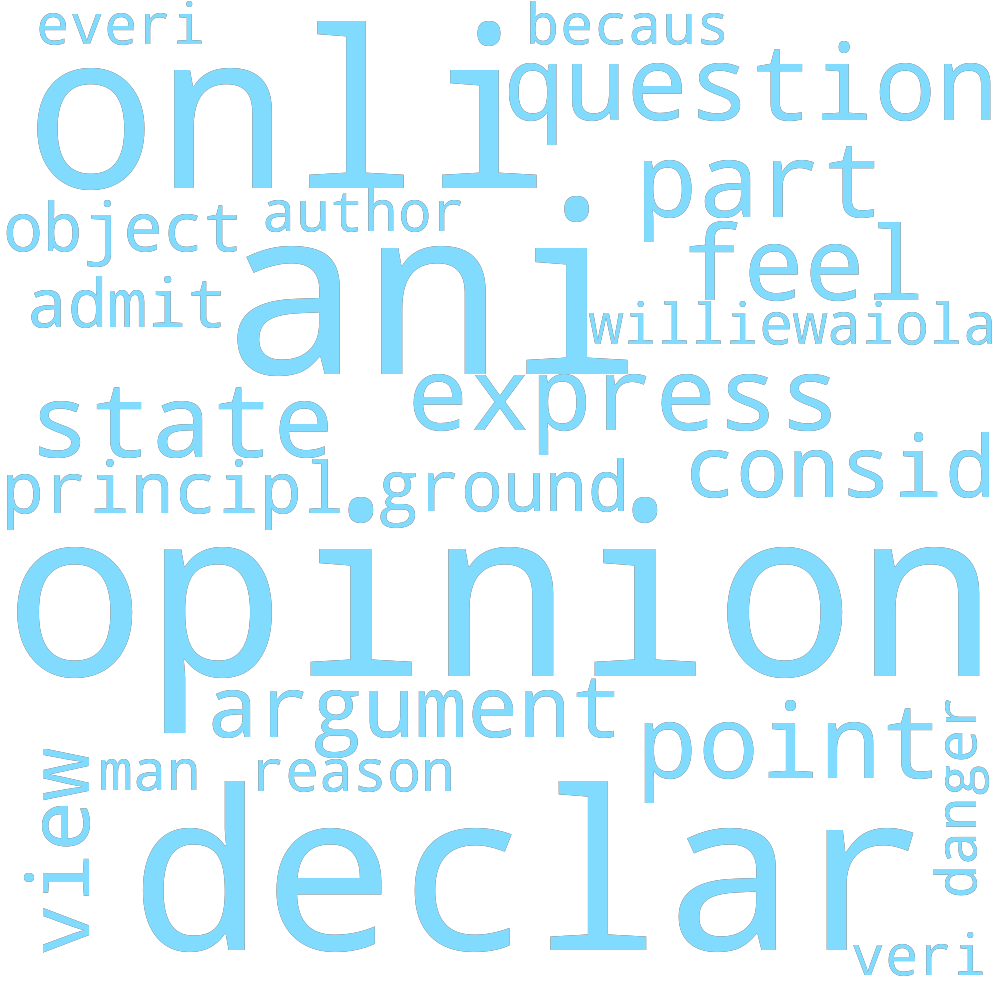 everi
becaus
onli
question
part
object
author
ani
feel
admit
williewaiola
express
state
consid
principl
ground
opinion
argument
point
danger
view
man
reason
declar
veri